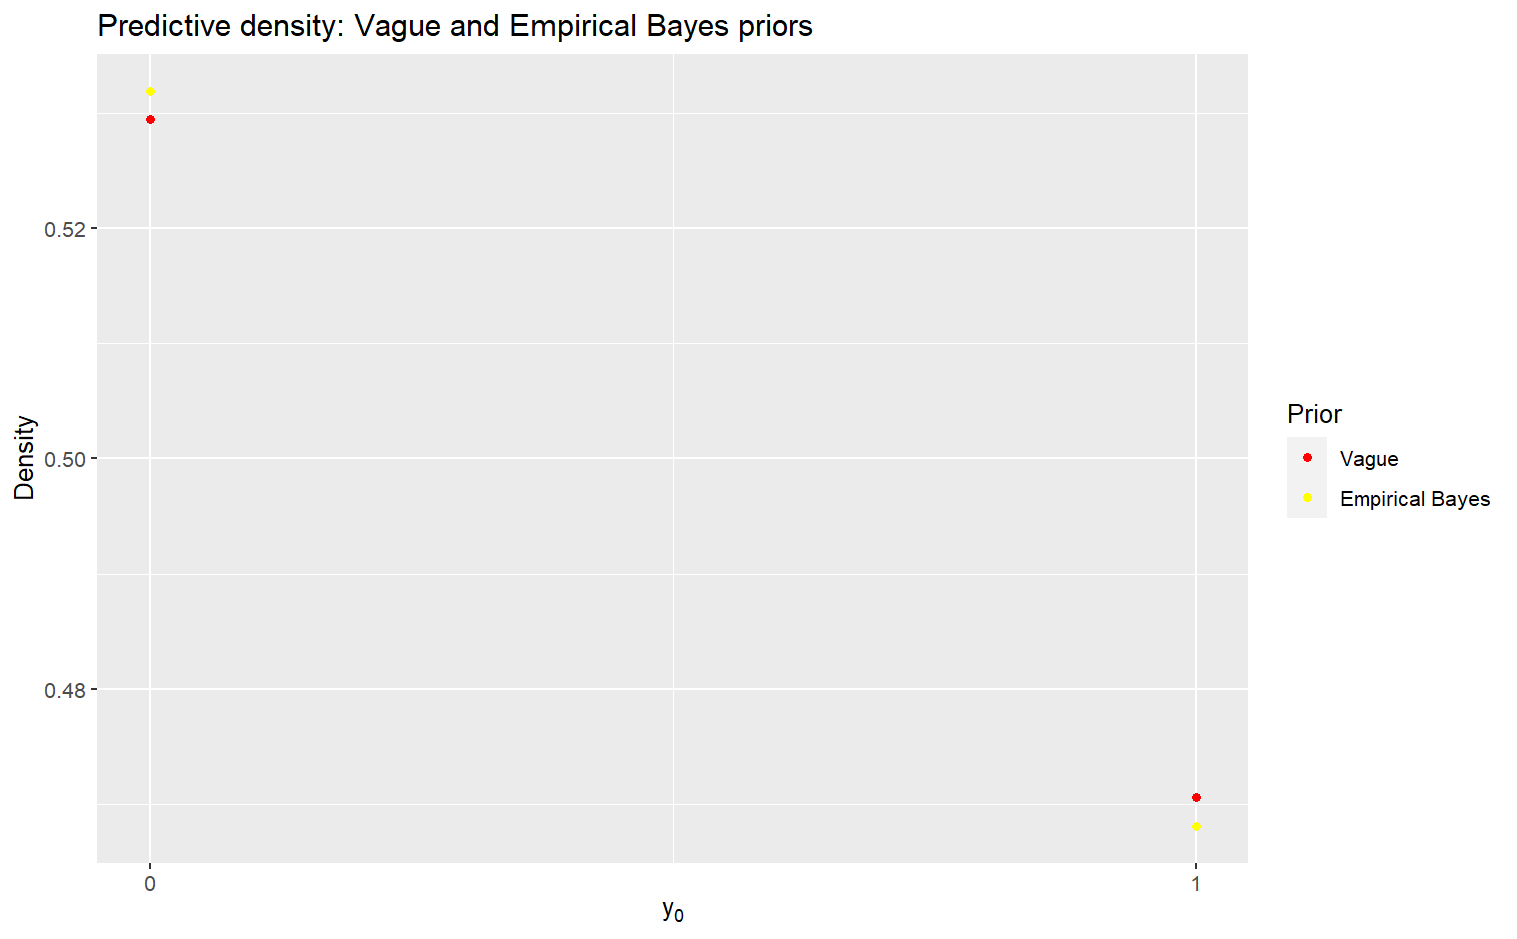 Predictive density: Vague and Empirical Bayes priors
Density
0.52
0.50
0.48
0
1
y₀
Prior
Vague
Empirical Bayes